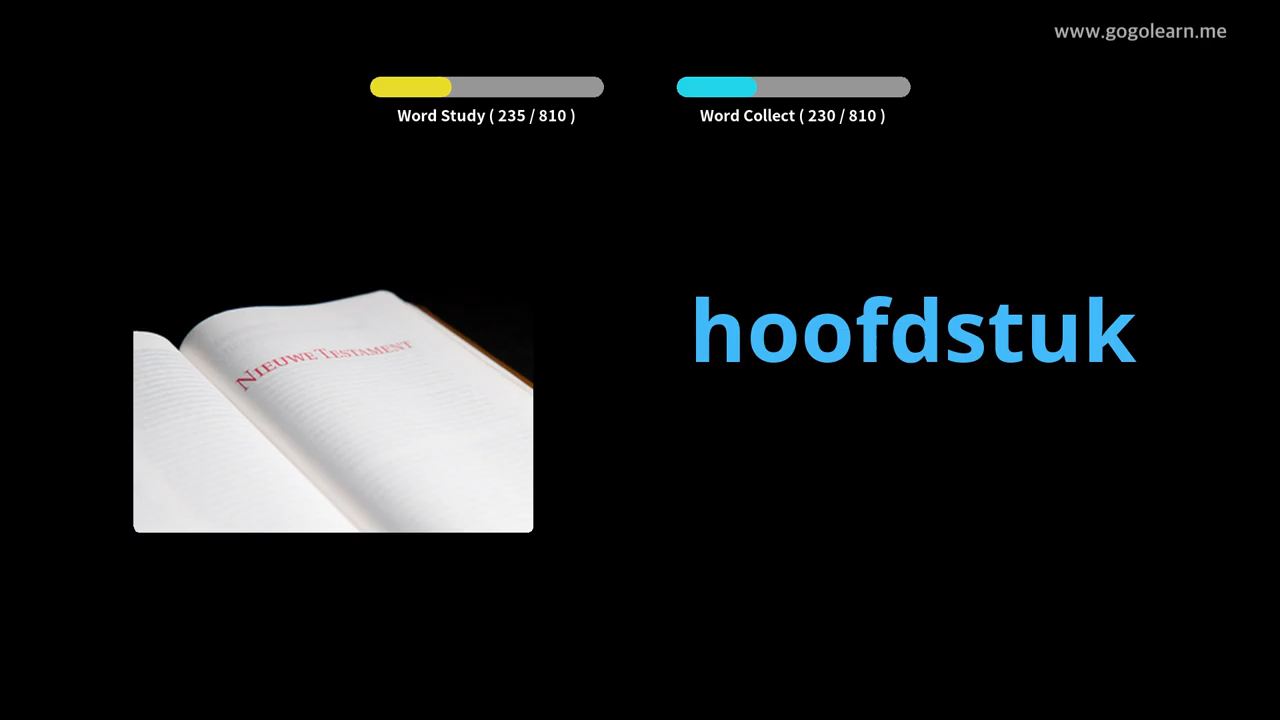 www.gogolearn.me
Word Study ( 235 / 810 )
Word Collect ( 230 / 810 )
NIEUWE TESTAMENT
hoofdstuk